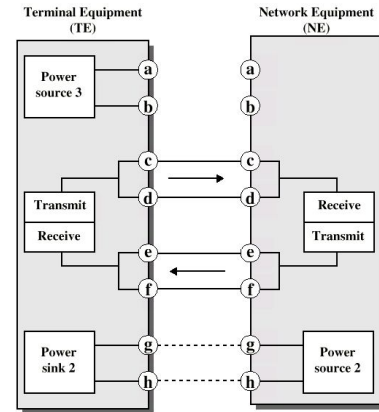 Terminal Equipment
(TE)
Network Equipment
(NE)
Power
source 3
a
b
a
b
c
d
c
d
Transmit
Receive
Receive
Transmit
e
f
e
f
Power
sink 2
g
h
g
h
Power
source 2